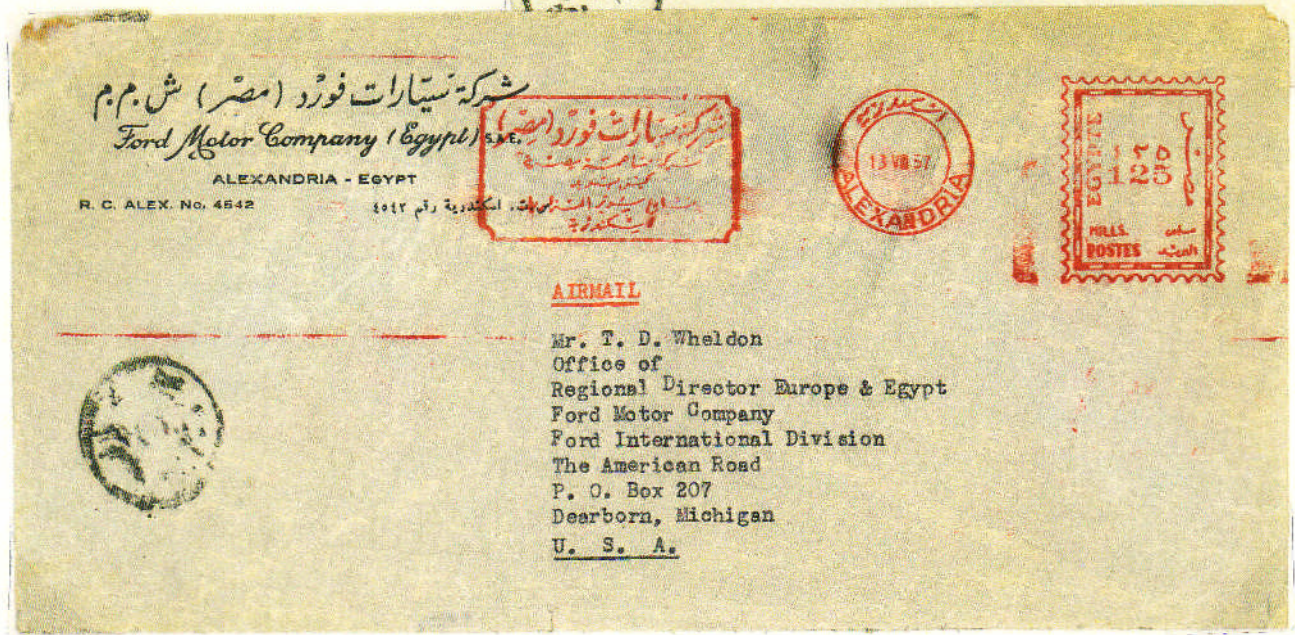 شركة سيارات فورد (مصر) ش.م.م
Ford Motor Company (Egypt) S.A.E.
ALEXANDRIA - EGYPT
R. C. ALEX. No. 4542
اسكندرية رقم ٤٥٤٢
شركة سيارات فورد (مصر)
اسكندرية
13 VIII 57
ALEXANDRIA
EGYPTE
مصر
١٢٥
125
MILLS.
POSTES
AIRMAIL
Mr. T. D. Wheldon
Office of
Regional Director Europe & Egypt
Ford Motor Company
Ford International Division
The American Road
P. O. Box 207
Dearborn, Michigan
U. S. A.